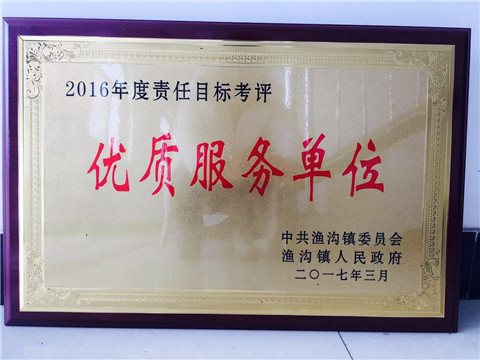 2016年度责任目标考评
优质服务单位
中共渔沟镇委员会
渔沟镇人民政府
二〇一七年三月